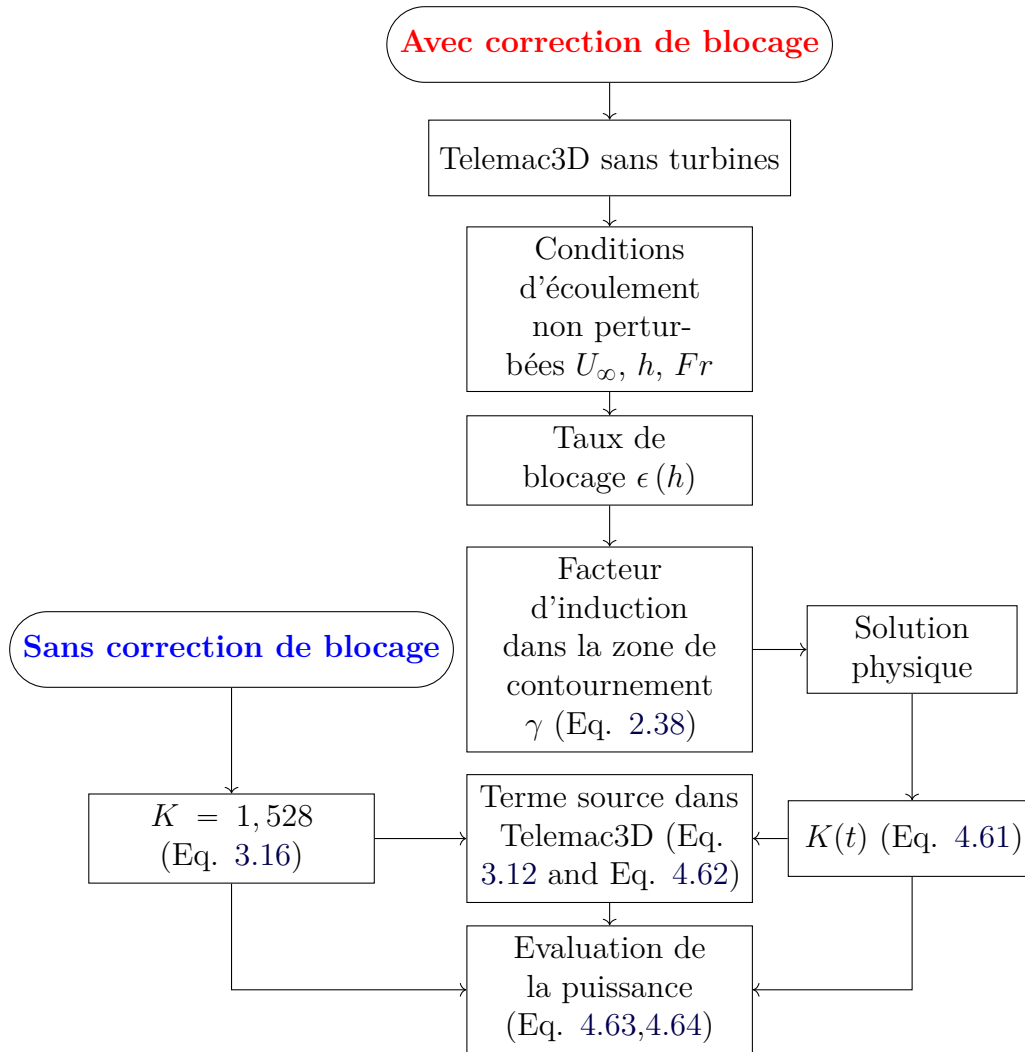 Avec correction de blocage
Telemac3D sans turbines
Conditions
d'écoulement
non pertur-
bées U∞, h, Fr
Taux de
blocage ϵ (h)
Facteur
d'induction
dans la zone de
contournement
γ (Eq. 2.38)
Solution
physique
Sans correction de blocage
K = 1, 528
(Eq. 3.16)
Terme source dans
Telemac3D (Eq.
3.12 and Eq. 4.62)
K(t) (Eq. 4.61)
Evaluation de
la puissance
(Eq. 4.63,4.64)